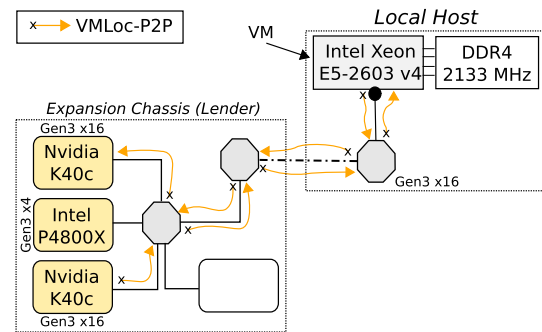 x VMLoc-P2P
Local Host
VM
Intel Xeon
E5-2603 v4
DDR4
2133 MHz
Gen3 x16
Expansion Chassis (Lender)
Gen3 x16
Nvidia
K40c
Gen3 x4
Intel
P4800X
Nvidia
K40c
Gen3 x16